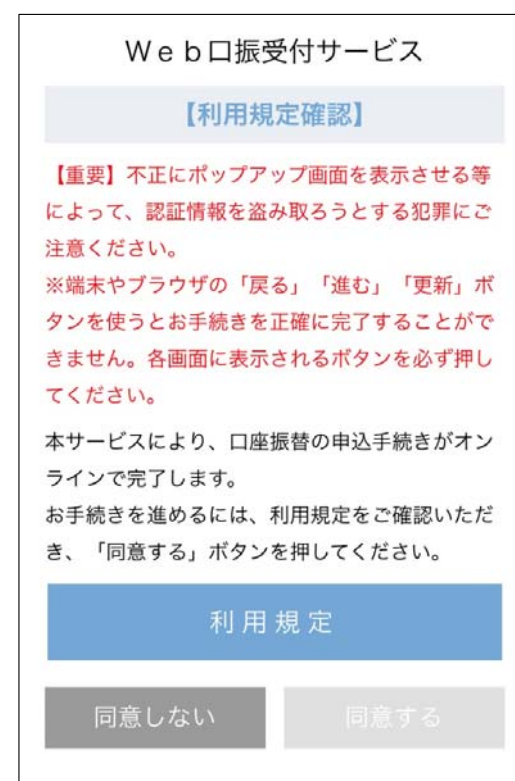 Ｗｅｂ口振受付サービス
【利用規定確認】
【重要】不正にポップアップ画面を表示させる等
によって、認証情報を盗み取ろうとする犯罪にご
注意ください。
※端末やブラウザの「戻る」「進む」「更新」ボ
タンを使うとお手続きを正確に完了することがで
きません。各画面に表示されるボタンを必ず押し
てください。
本サービスにより、口座振替の申込手続きがオン
ラインで完了します。
お手続きを進めるには、利用規定をご確認いただ
き、「同意する」ボタンを押してください。
利用規定
同意しない
同意する